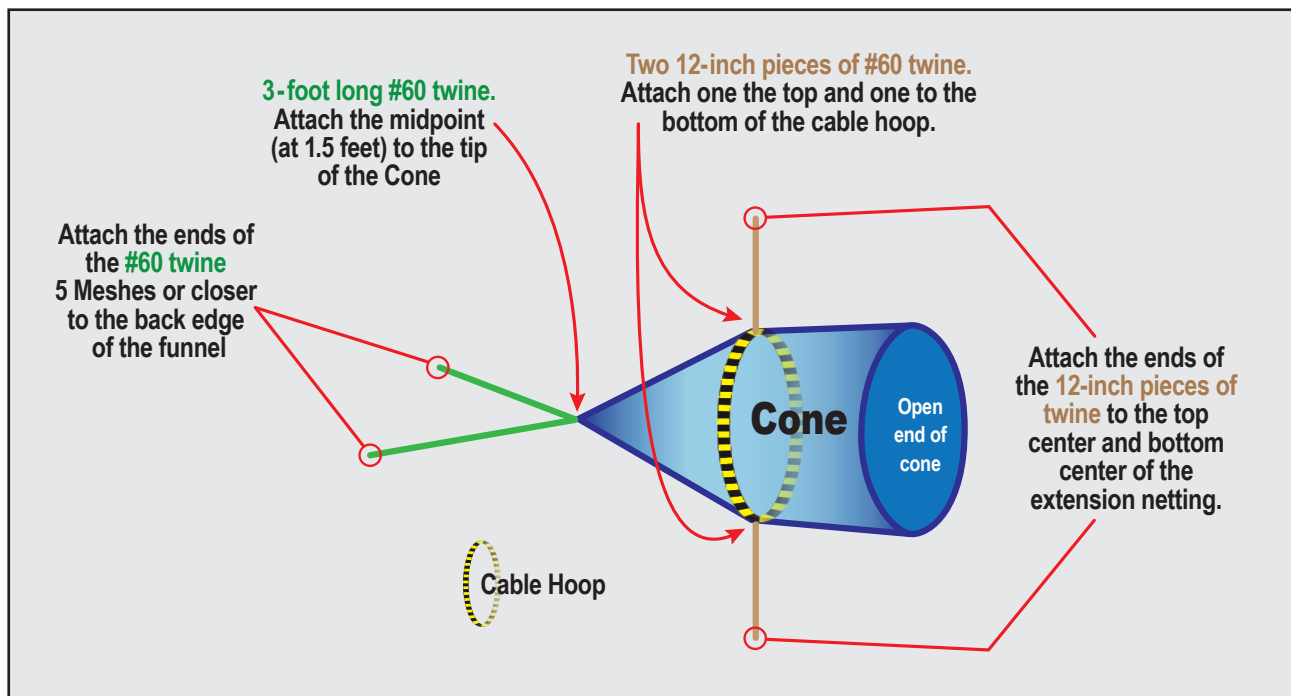 3-foot long #60 twine.
Attach the midpoint
(at 1.5 feet) to the tip
of the Cone
Two 12-inch pieces of #60 twine.
Attach one the top and one to the
bottom of the cable hoop.
Attach the ends of
the #60 twine
5 Meshes or closer
to the back edge
of the funnel
Cone
Open
end of
cone
Attach the ends of
the 12-inch pieces of
twine to the top
center and bottom
center of the
extension netting.
Cable Hoop